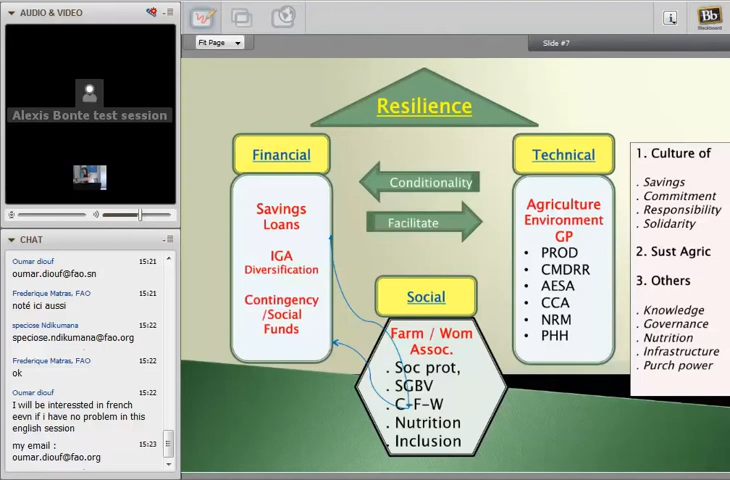 AUDIO & VIDEO
Alexis Bonte test session
CHAT
Oumar diouf 15:21
oumar.diouf@fao.sn
Frederique Matras, FAO 15:21
noté ici aussi
speciose Ndikumana 15:22
speciose.ndikumana@fao.org
Frederique Matras, FAO 15:22
ok
Oumar diouf 15:22
I will be interessted in french
eevn if i have no problem in this
english session
my email : 15:23
oumar.diouf@fao.org
i
Bb
Blackboard
Fit Page
Slide #7
Resilience
Financial
Savings
Loans
IGA
Diversification
Contingency
/Social
Funds
Conditionality
Facilitate
Social
Farm / Wom
Assoc.
. Soc prot,
. SGBV
. C-F-W
. Nutrition
. Inclusion
Technical
Agriculture
Environment
GP
• PROD
• CMDRR
• AESA
• CCA
• NRM
• PHH
1. Culture of
. Savings
. Commitment
. Responsibility
. Solidarity
2. Sust Agric
3. Others
. Knowledge
. Governance
. Nutrition
. Infrastructure
. Purch power